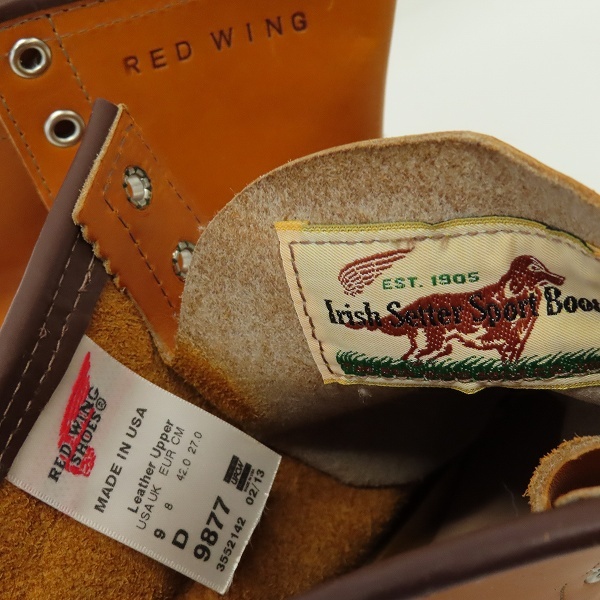 RED WING
EST. 1905
Irish Setter Sport Boot
RED WING
SHOES
MADE IN USA
Leather Upper
USA UK EUR CM
9 8 42.0 27.0
D
9877
3552142 02/13